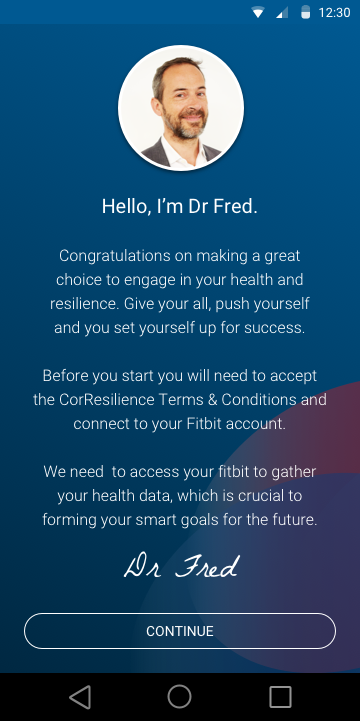 12:30
Hello, I’m Dr Fred.
Congratulations on making a great
choice to engage in your health and
resilience. Give your all, push yourself
and you set yourself up for success.
Before you start you will need to accept
the CorResilience Terms & Conditions and
connect to your Fitbit account.
We need  to access your fitbit to gather
your health data, which is crucial to
forming your smart goals for the future.
Dr Fred
CONTINUE